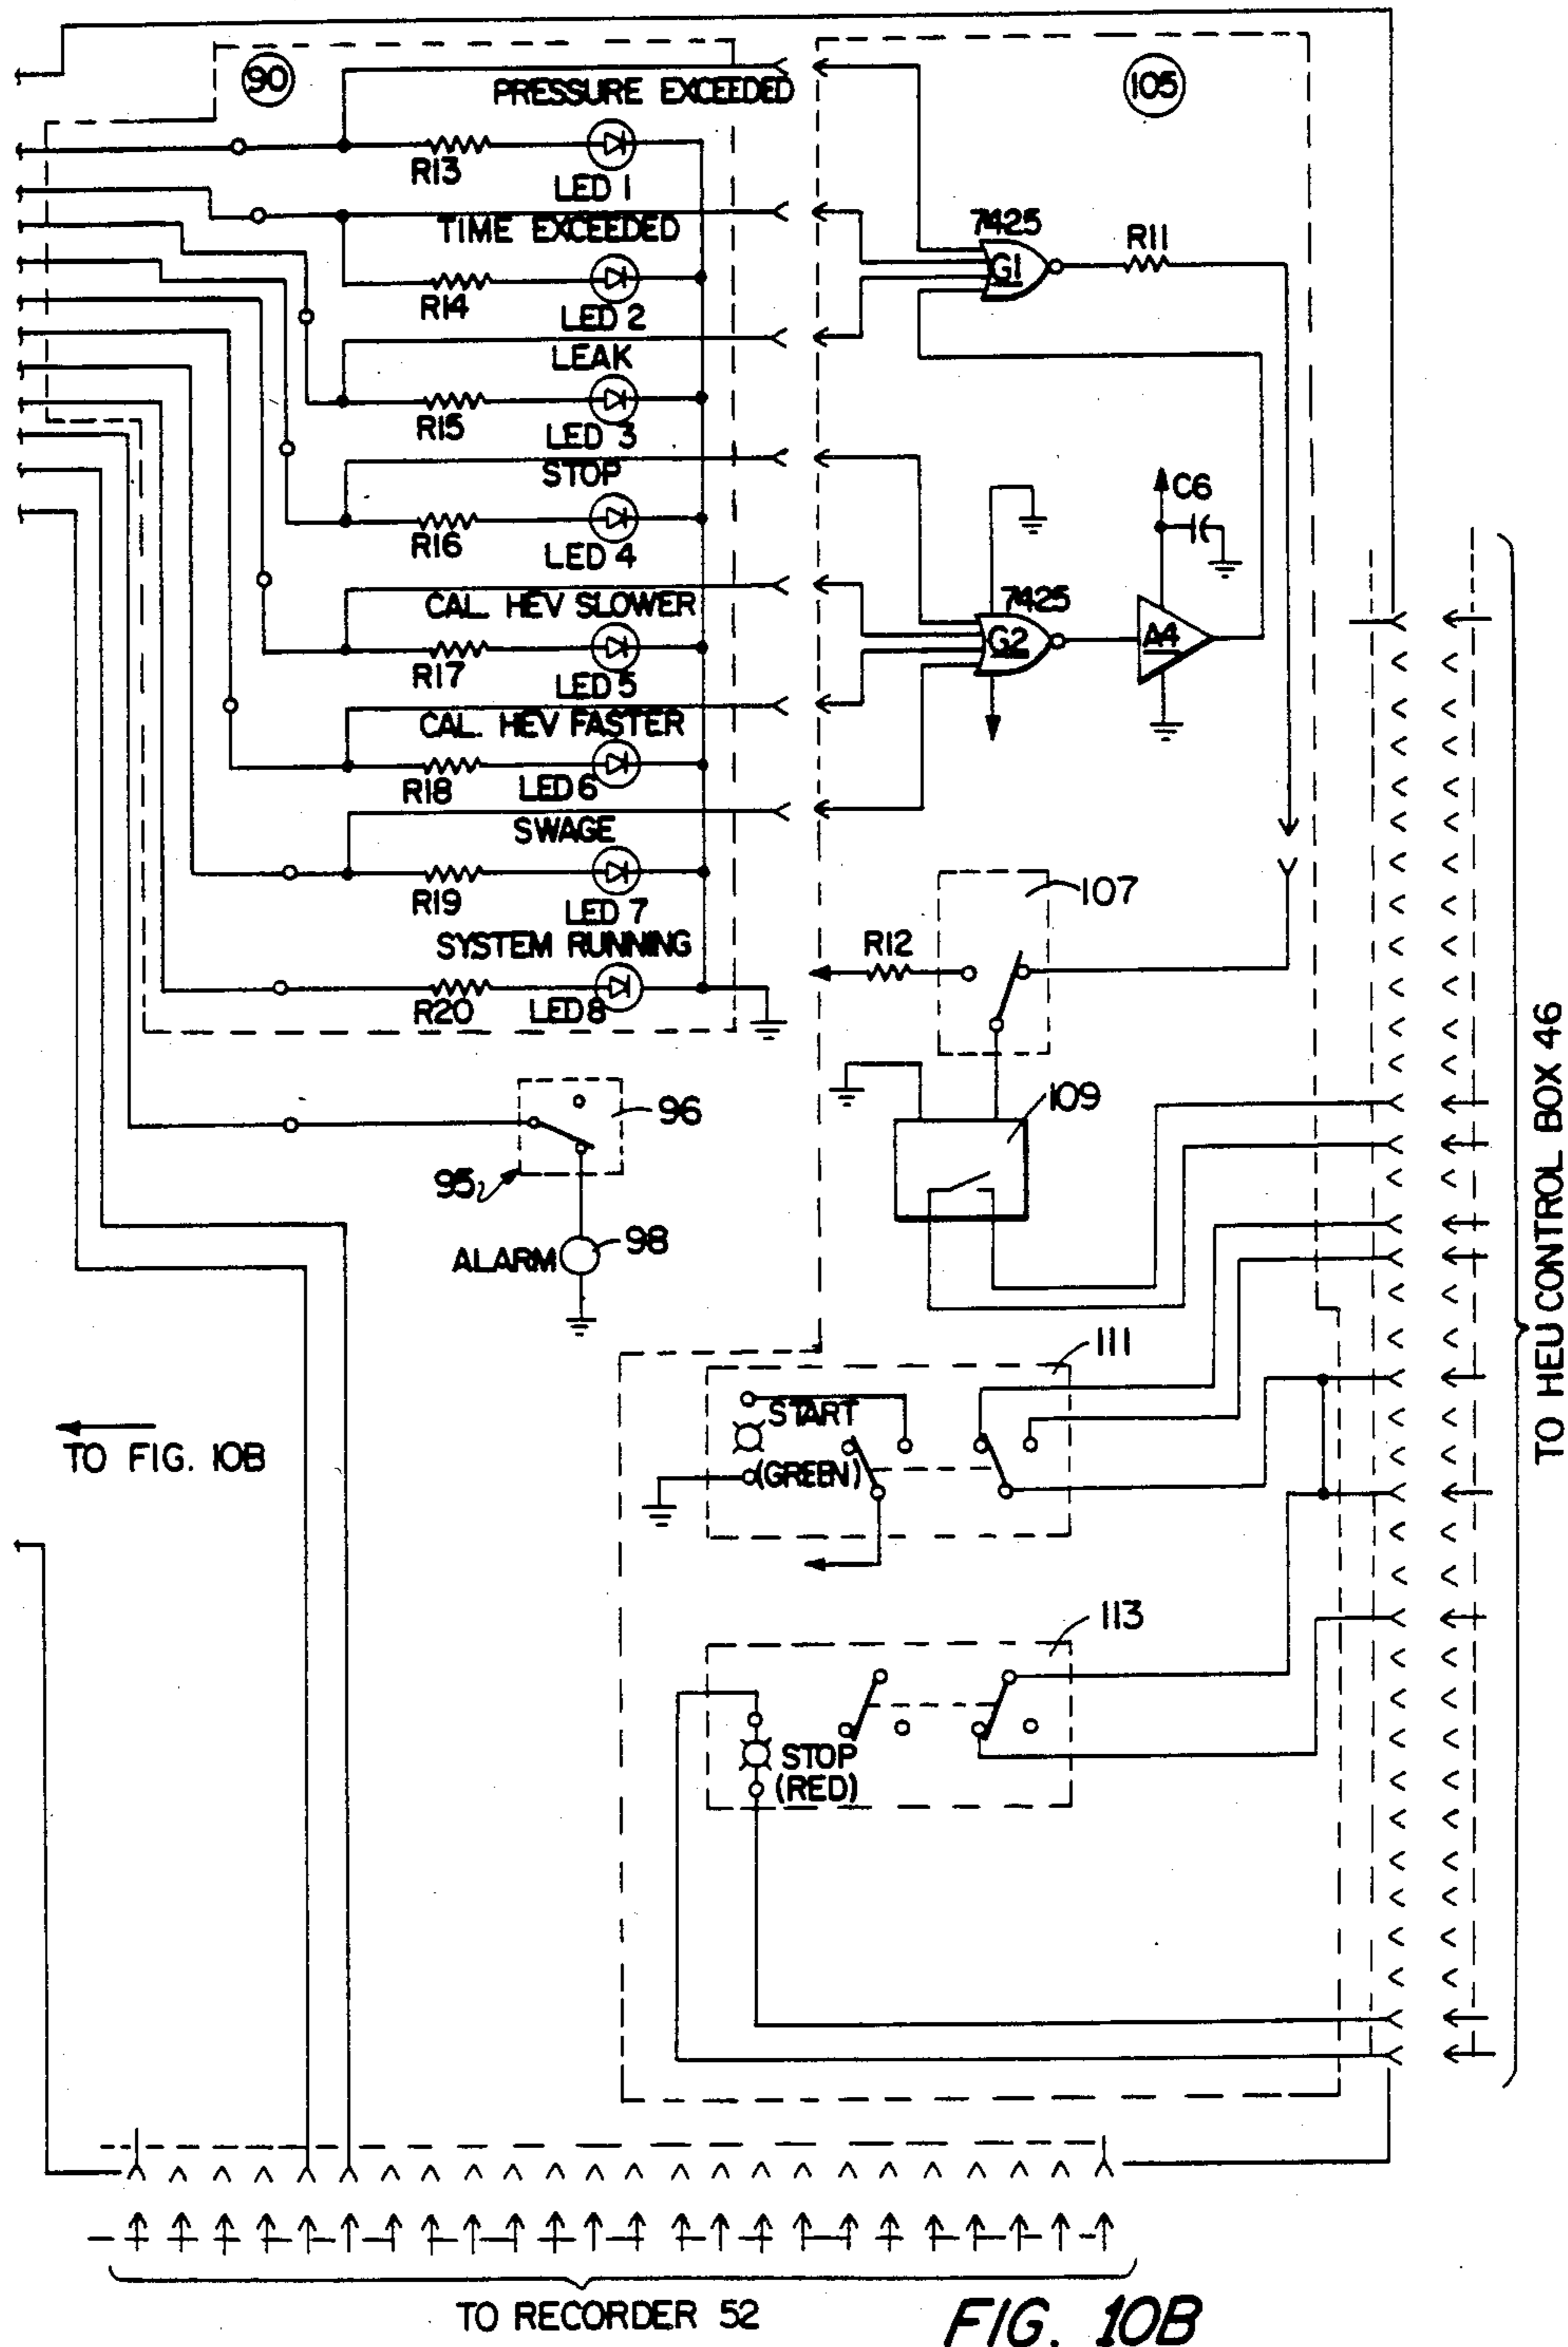 90
105
PRESSURE EXCEEDED
R13
LED 1
TIME EXCEEDED
R14
LED 2
LEAK
R15
LED 3
STOP
R16
LED 4
CAL. HEV SLOWER
R17
LED 5
CAL. HEV FASTER
R18
LED 6
SWAGE
R19
LED 7
SYSTEM RUNNING
R20
LED 8
7425
G1
R11
C6
7425
G2
A4
107
R12
109
96
95
ALARM
98
111
START
(GREEN)
TO FIG. 10B
113
STOP
(RED)
TO HEU CONTROL BOX 46
TO RECORDER 52
FIG. 10B